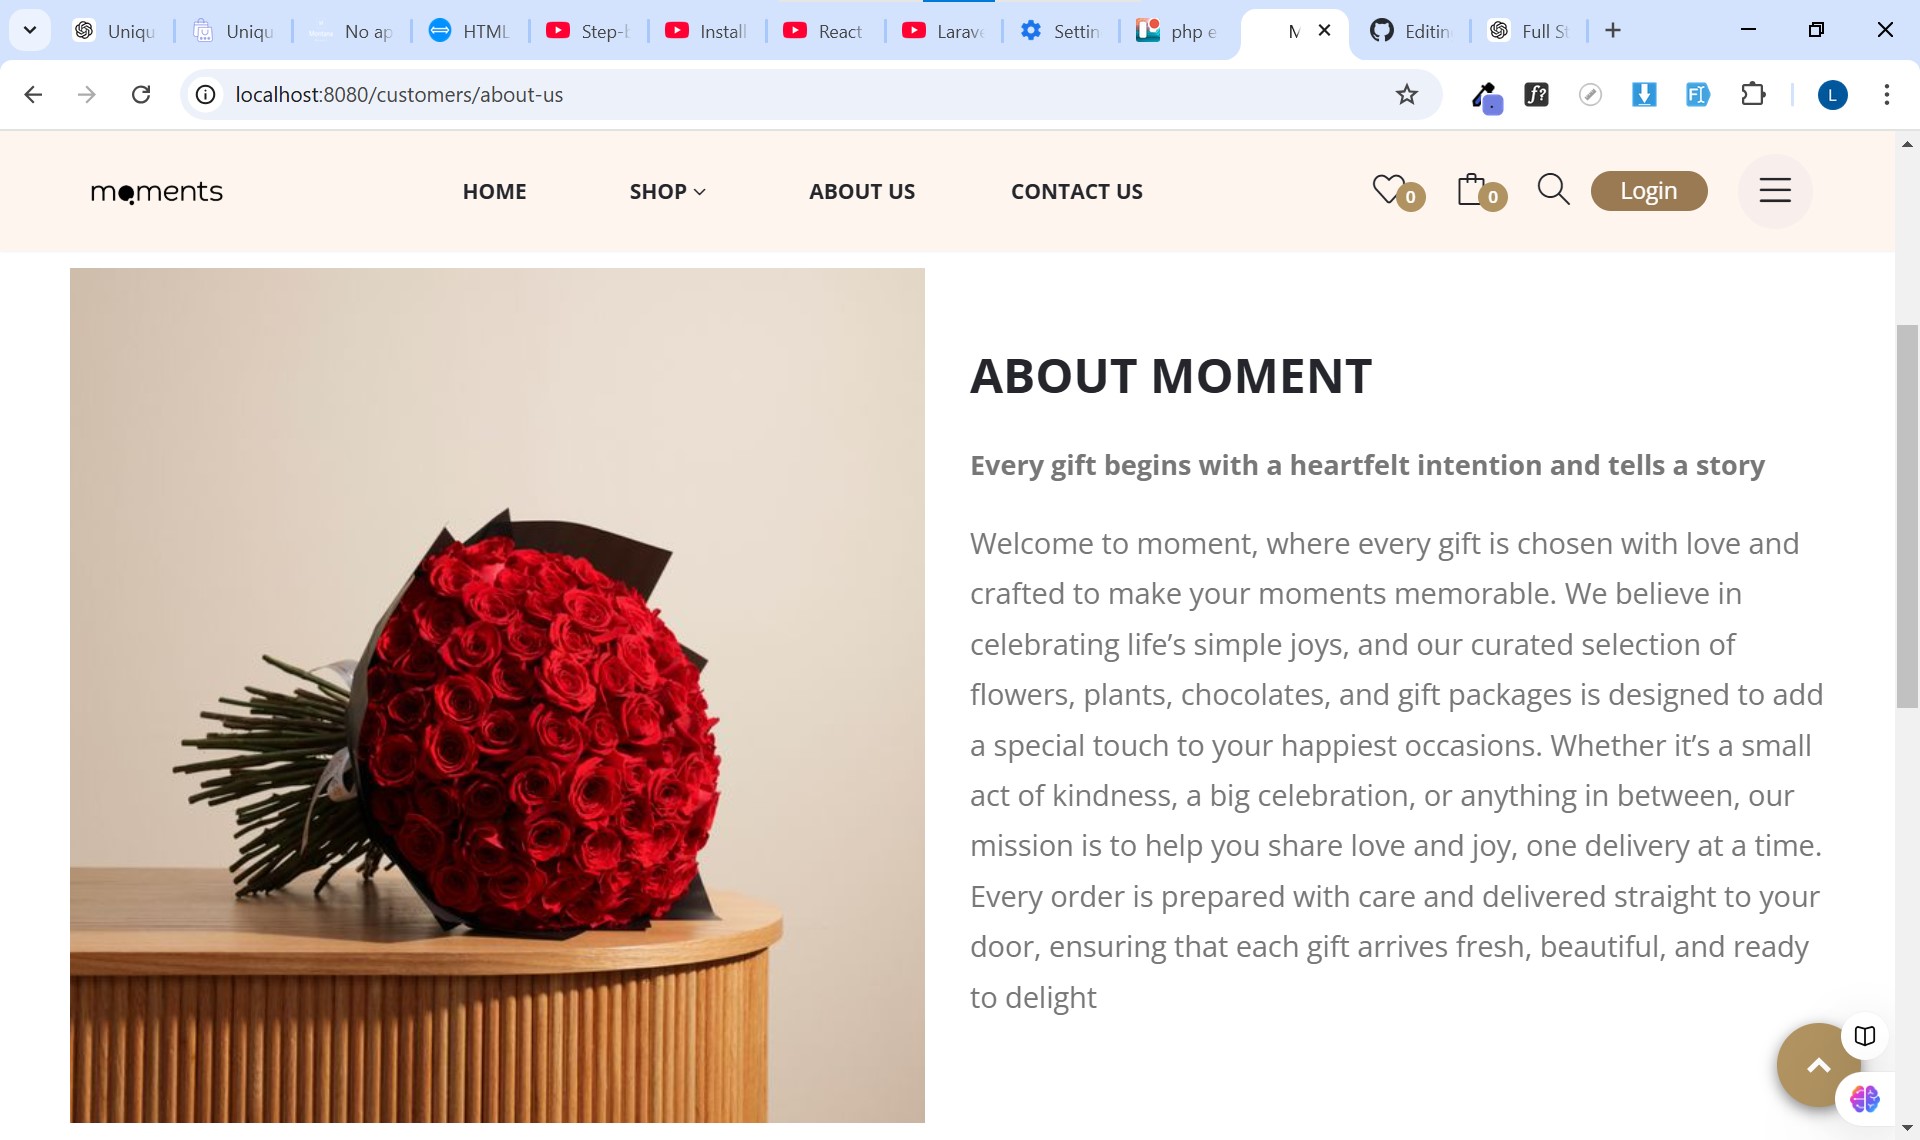 Uniqu
Uniqu
No ap
HTML
Step-b
Install
React
Larave
Settin
php e
M
Editin
Full St
localhost:8080/customers/about-us
L
moments
HOME
SHOP
ABOUT US
CONTACT US
0
0
Login
ABOUT MOMENT
Every gift begins with a heartfelt intention and tells a story
Welcome to moment, where every gift is chosen with love and
crafted to make your moments memorable. We believe in
celebrating life’s simple joys, and our curated selection of
flowers, plants, chocolates, and gift packages is designed to add
a special touch to your happiest occasions. Whether it’s a small
act of kindness, a big celebration, or anything in between, our
mission is to help you share love and joy, one delivery at a time.
Every order is prepared with care and delivered straight to your
door, ensuring that each gift arrives fresh, beautiful, and ready
to delight